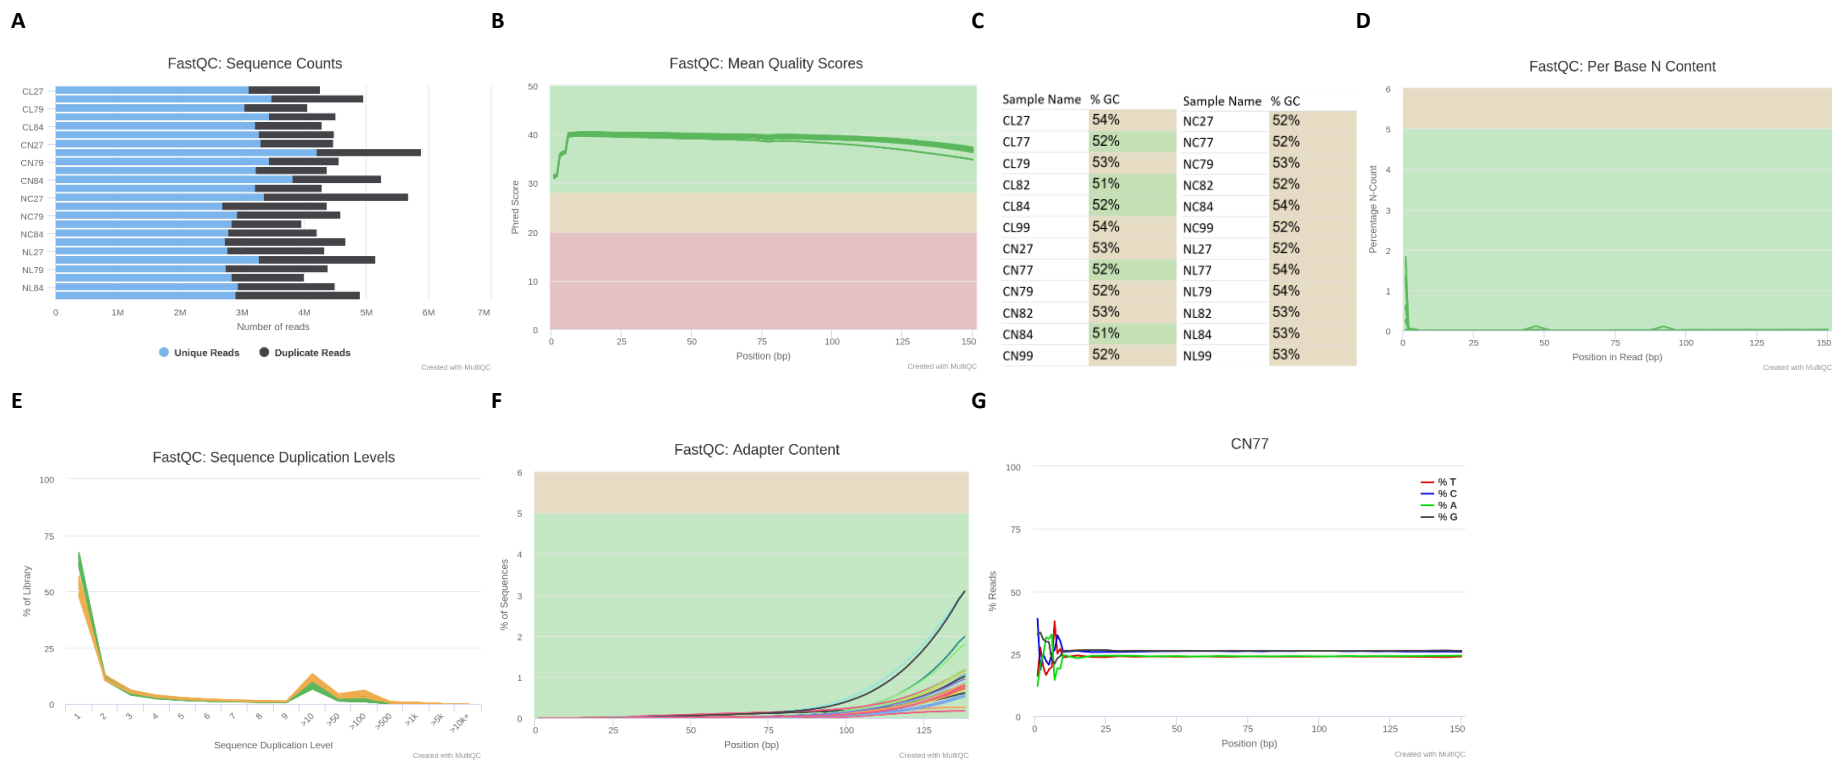 A
FastQC: Sequence Counts
CL27
CL79
CL84
CN27
CN79
CN84
NC27
NC79
NC84
NL27
NL79
NL84
0 1M 2M 3M 4M 5M 6M 7M
Number of reads
Unique Reads Duplicate Reads
Created with MultiQC
B
FastQC: Mean Quality Scores
Phred Score
50
40
30
20
10
0
0 25 50 75 100 125 150
Position (bp)
Created with MultiQC
C
Sample Name % GC Sample Name % GC
CL27 54% NC27 52%
CL77 52% NC77 52%
CL79 53% NC79 53%
CL82 51% NC82 52%
CL84 52% NC84 54%
CL99 54% NC99 52%
CN27 53% NL27 52%
CN77 52% NL77 54%
CN79 52% NL79 54%
CN82 53% NL82 53%
CN84 51% NL84 53%
CN99 52% NL99 53%
D
FastQC: Per Base N Content
Percentage N-Count
6
5
4
3
2
1
0
0 25 50 75 100 125 150
Position in Read (bp)
Created with MultiQC
E
FastQC: Sequence Duplication Levels
% of Library
100
75
50
25
0
1 2 3 4 5 6 7 8 9 >10 >50 >100 >500 >1k >5k >10k+
Sequence Duplication Level
Created with MultiQC
F
FastQC: Adapter Content
% of Sequences
6
5
4
3
2
1
0
0 25 50 75 100 125
Position (bp)
Created with MultiQC
G
CN77
% Reads
100
75
50
25
0
% T
% C
% A
% G
0 25 50 75 100 125 150
Position (bp)
Created with MultiQC